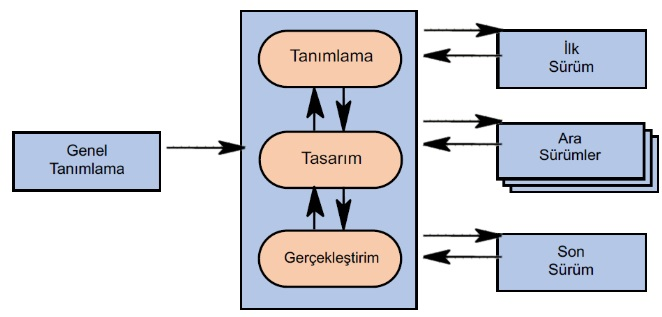 Genel
Tanımlama
Tanımlama
Tasarım
Gerçekleştirim
İlk
Sürüm
Ara
Sürümler
Son
Sürüm